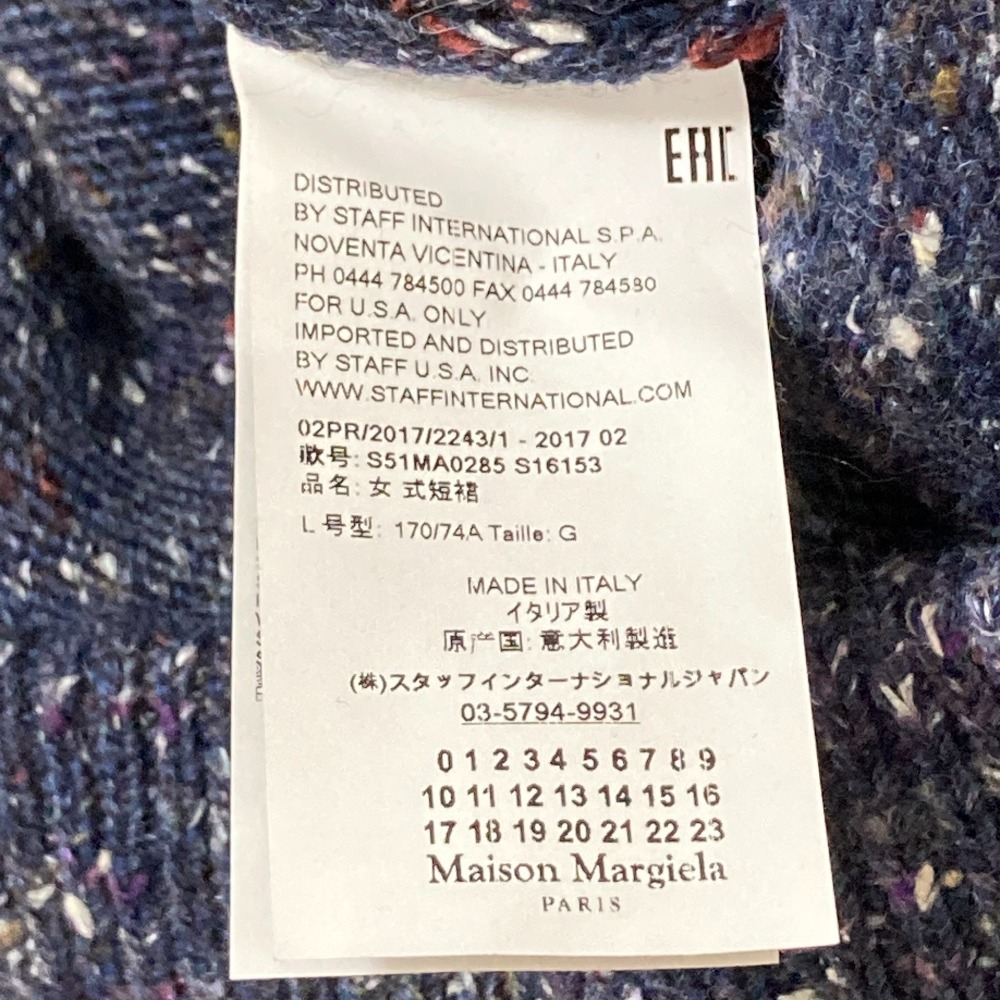 EAC
DISTRIBUTED
BY STAFF INTERNATIONAL S.P.A.
NOVENTA VICENTINA - ITALY
PH 0444 784500 FAX 0444 784580
FOR U.S.A. ONLY
IMPORTED AND DISTRIBUTED
BY STAFF U.S.A. INC.
WWW.STAFFINTERNATIONAL.COM
02PR/2017/2243/1 - 2017 02
款号: S51MA0285 S16153
品名: 女 式短裙
L 号型: 170/74A Taille: G
MADE IN ITALY
イタリア製
原产国: 意大利製造
(株)スタッフインターナショナルジャパン
03-5794-9931
0 1 2 3 4 5 6 7 8 9
10 11 12 13 14 15 16
17 18 19 20 21 22 23
Maison Margiela
PARIS